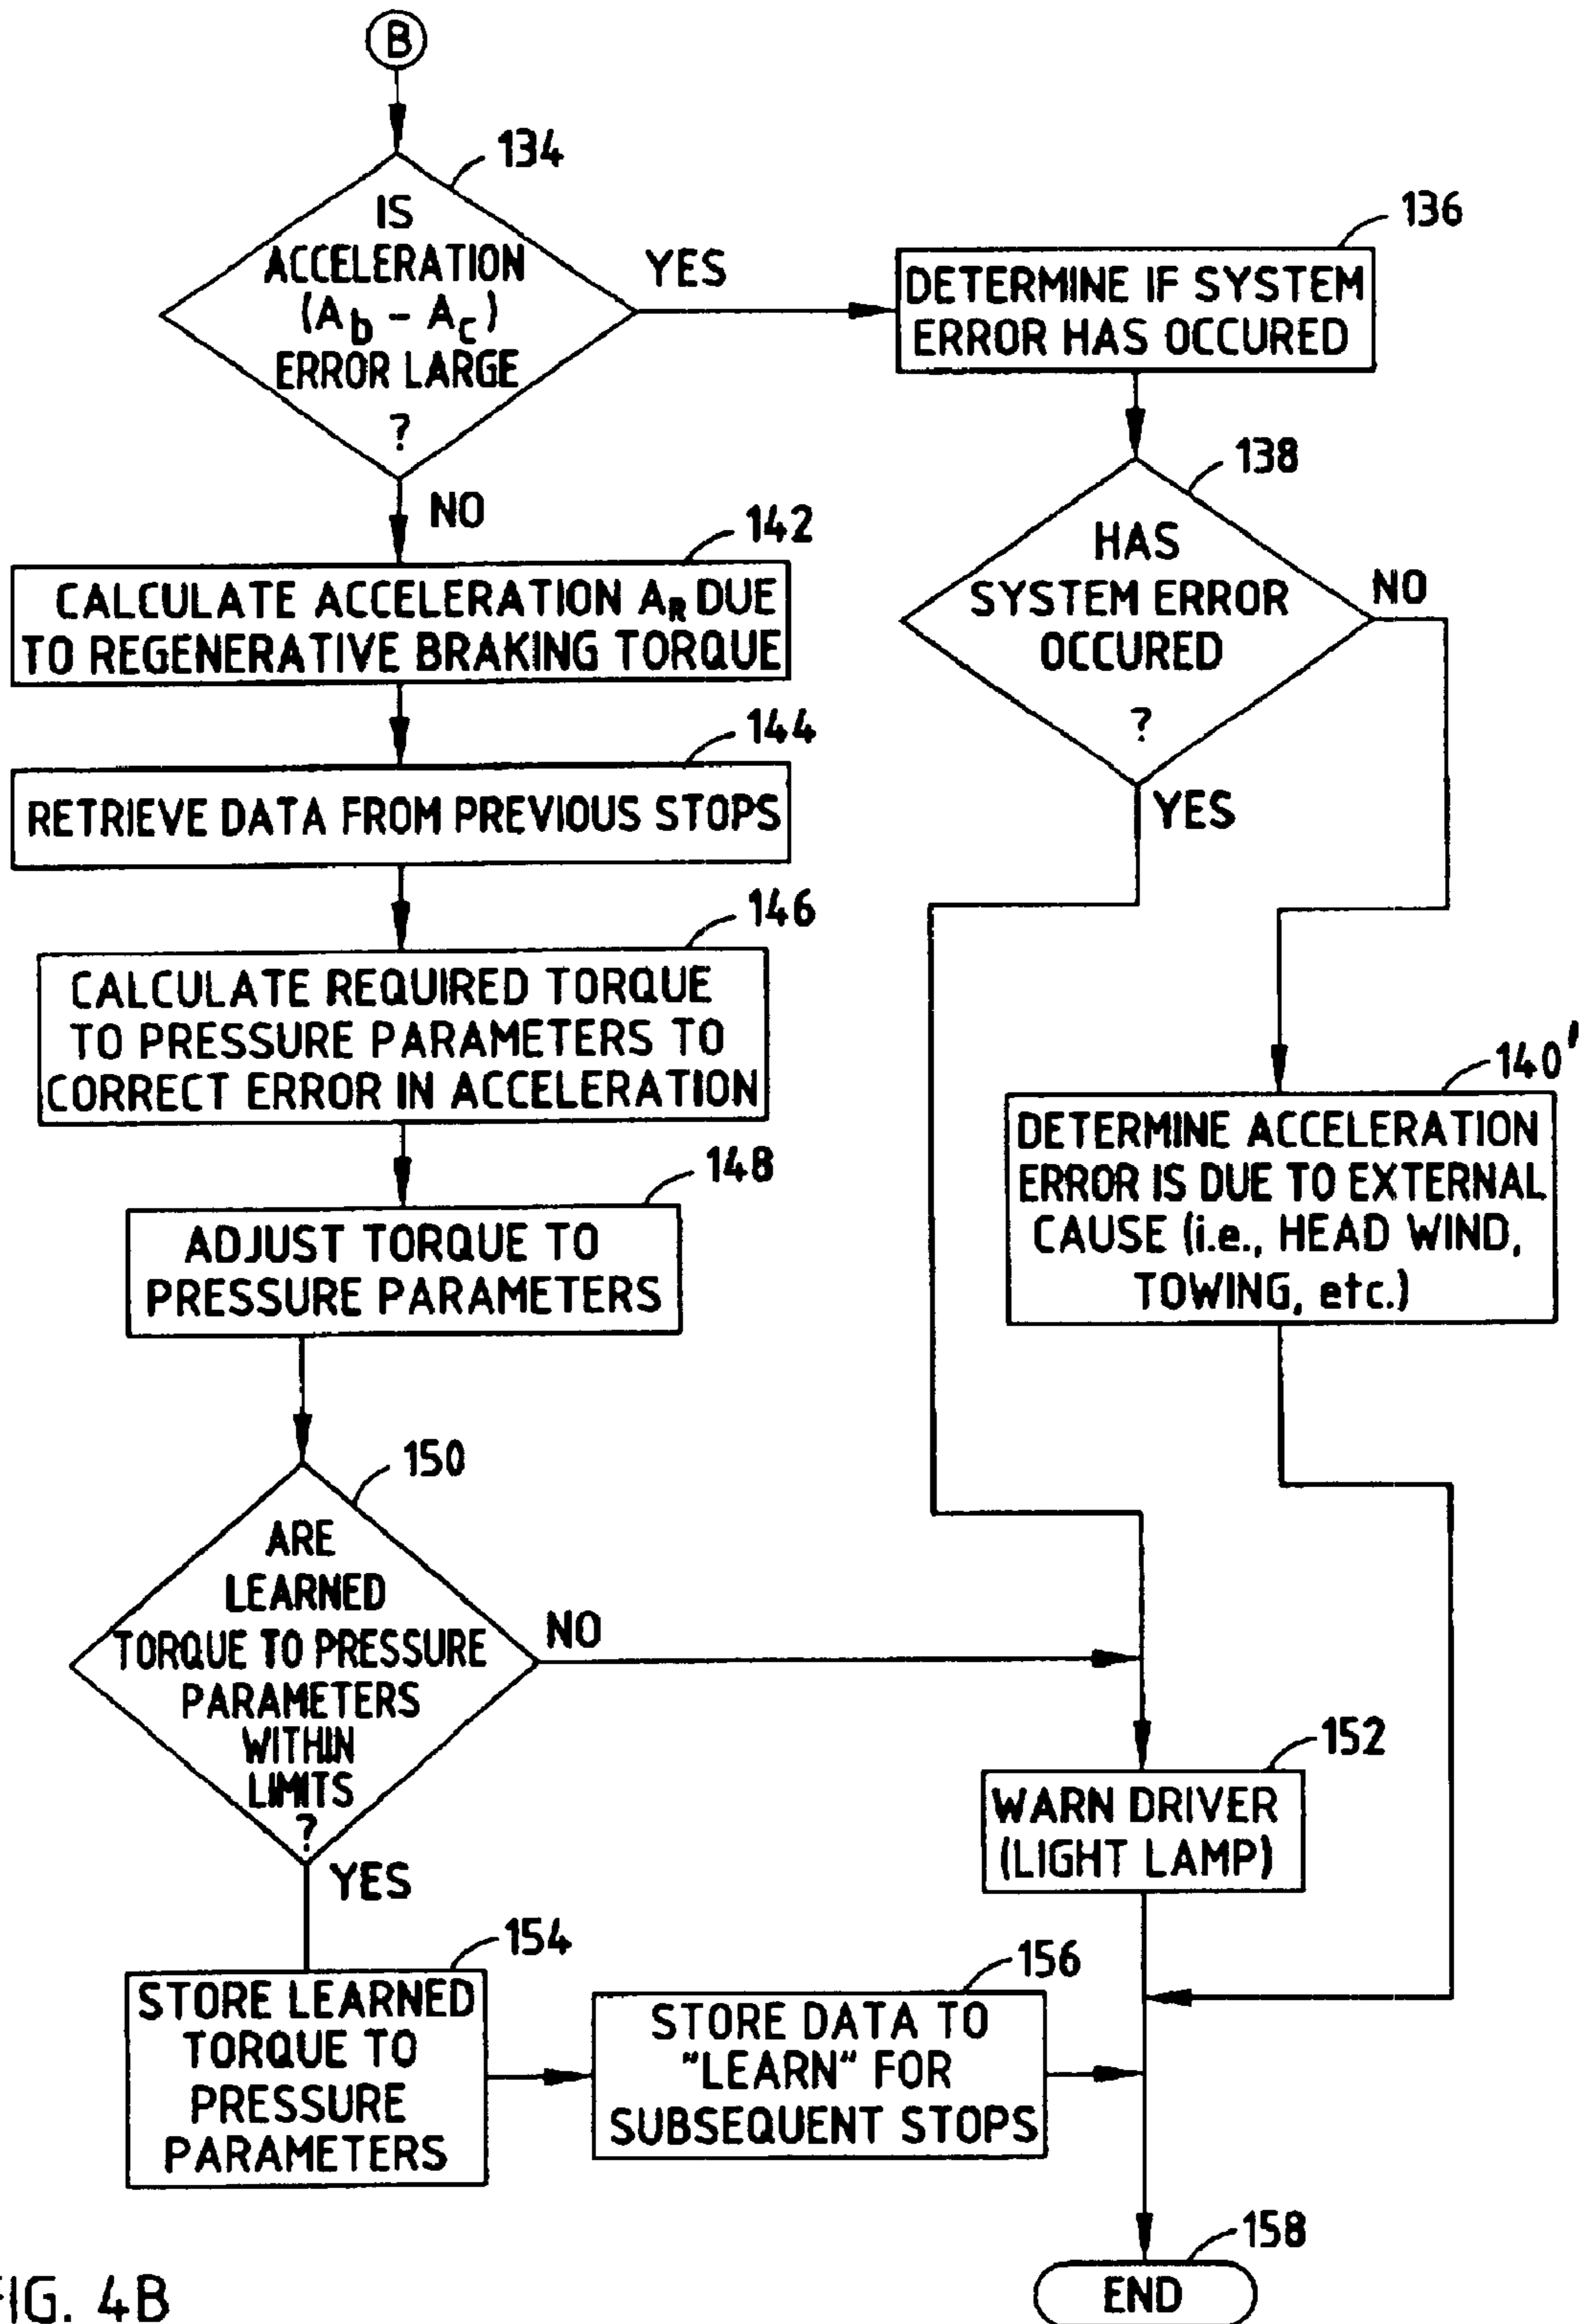 B
134
IS
ACCELERATION
(Ab - Ac)
ERROR LARGE
?
YES
NO
136
DETERMINE IF SYSTEM
ERROR HAS OCCURED
138
HAS
SYSTEM ERROR
OCCURED
?
NO
YES
142
CALCULATE ACCELERATION AR DUE
TO REGENERATIVE BRAKING TORQUE
144
RETRIEVE DATA FROM PREVIOUS STOPS
146
CALCULATE REQUIRED TORQUE
TO PRESSURE PARAMETERS TO
CORRECT ERROR IN ACCELERATION
140'
DETERMINE ACCELERATION
ERROR IS DUE TO EXTERNAL
CAUSE (i.e., HEAD WIND,
TOWING, etc.)
148
ADJUST TORQUE TO
PRESSURE PARAMETERS
150
ARE
LEARNED
TORQUE TO PRESSURE
PARAMETERS
WITHIN
LIMITS
?
NO
YES
152
WARN DRIVER
(LIGHT LAMP)
154
STORE LEARNED
TORQUE TO
PRESSURE
PARAMETERS
156
STORE DATA TO
"LEARN" FOR
SUBSEQUENT STOPS
158
END
FIG. 4B